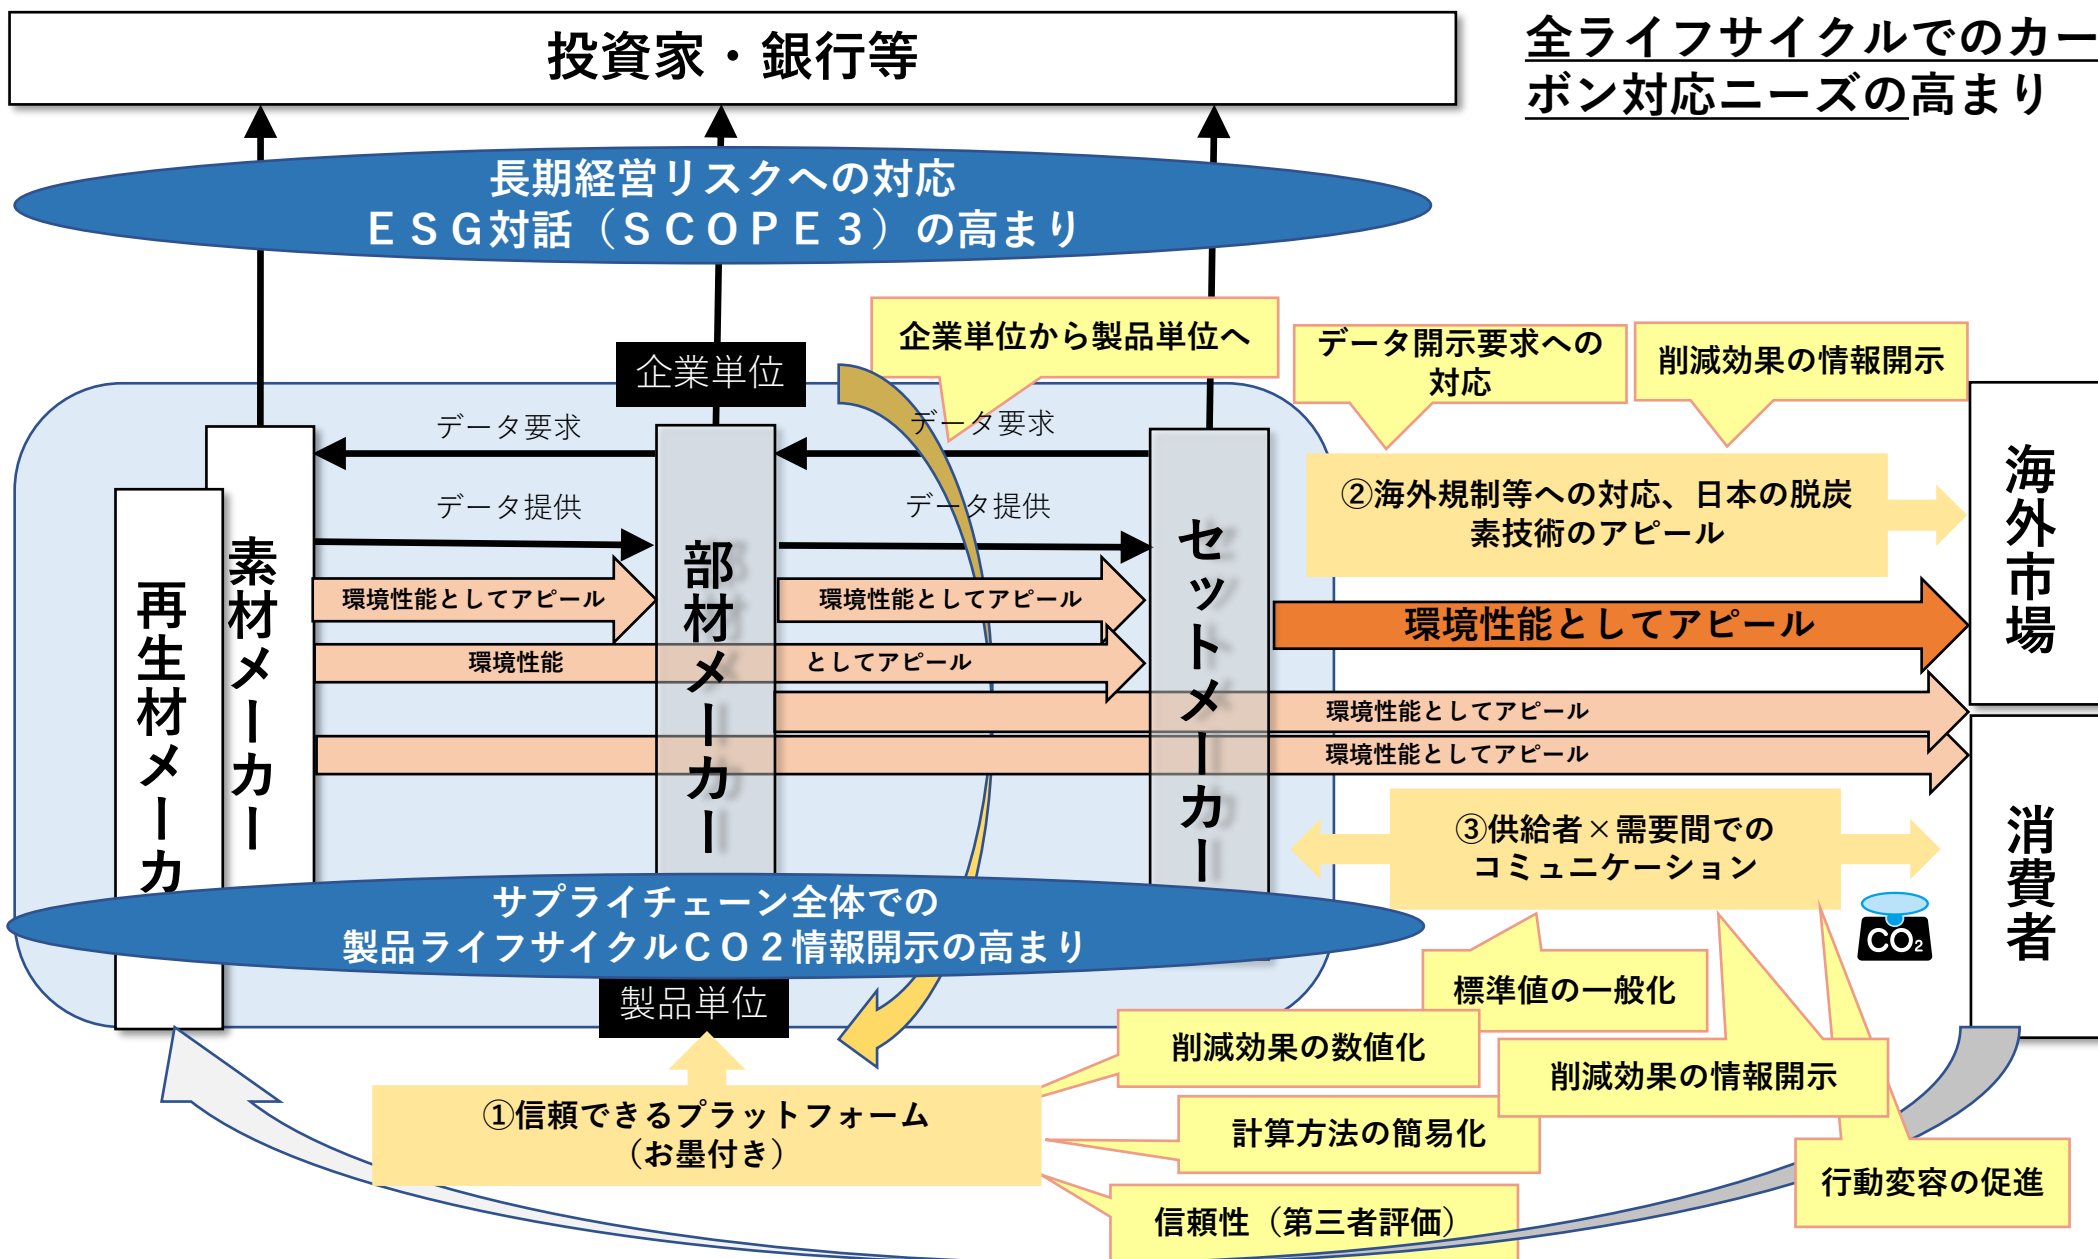 投資家・銀行等
全ライフサイクルでのカー
ボン対応ニーズの高まり
長期経営リスクへの対応
ＥＳＧ対話（ＳＣＯＰＥ３）の高まり
企業単位から製品単位へ
データ開示要求への
対応
削減効果の情報開示
企業単位
データ要求
データ要求
データ提供
データ提供
②海外規制等への対応、日本の脱炭
素技術のアピール
海外市場
再生材メーカ
素材メーカー
部材メーカー
セットメーカー
環境性能としてアピール
環境性能としてアピール
環境性能としてアピール
環境性能　としてアピール
環境性能としてアピール
環境性能としてアピール
③供給者×需要間での
コミュニケーション
消費者
CO2
サプライチェーン全体での
製品ライフサイクルＣＯ２情報開示の高まり
製品単位
標準値の一般化
削減効果の数値化
削減効果の情報開示
①信頼できるプラットフォーム
（お墨付き）
計算方法の簡易化
行動変容の促進
信頼性（第三者評価）